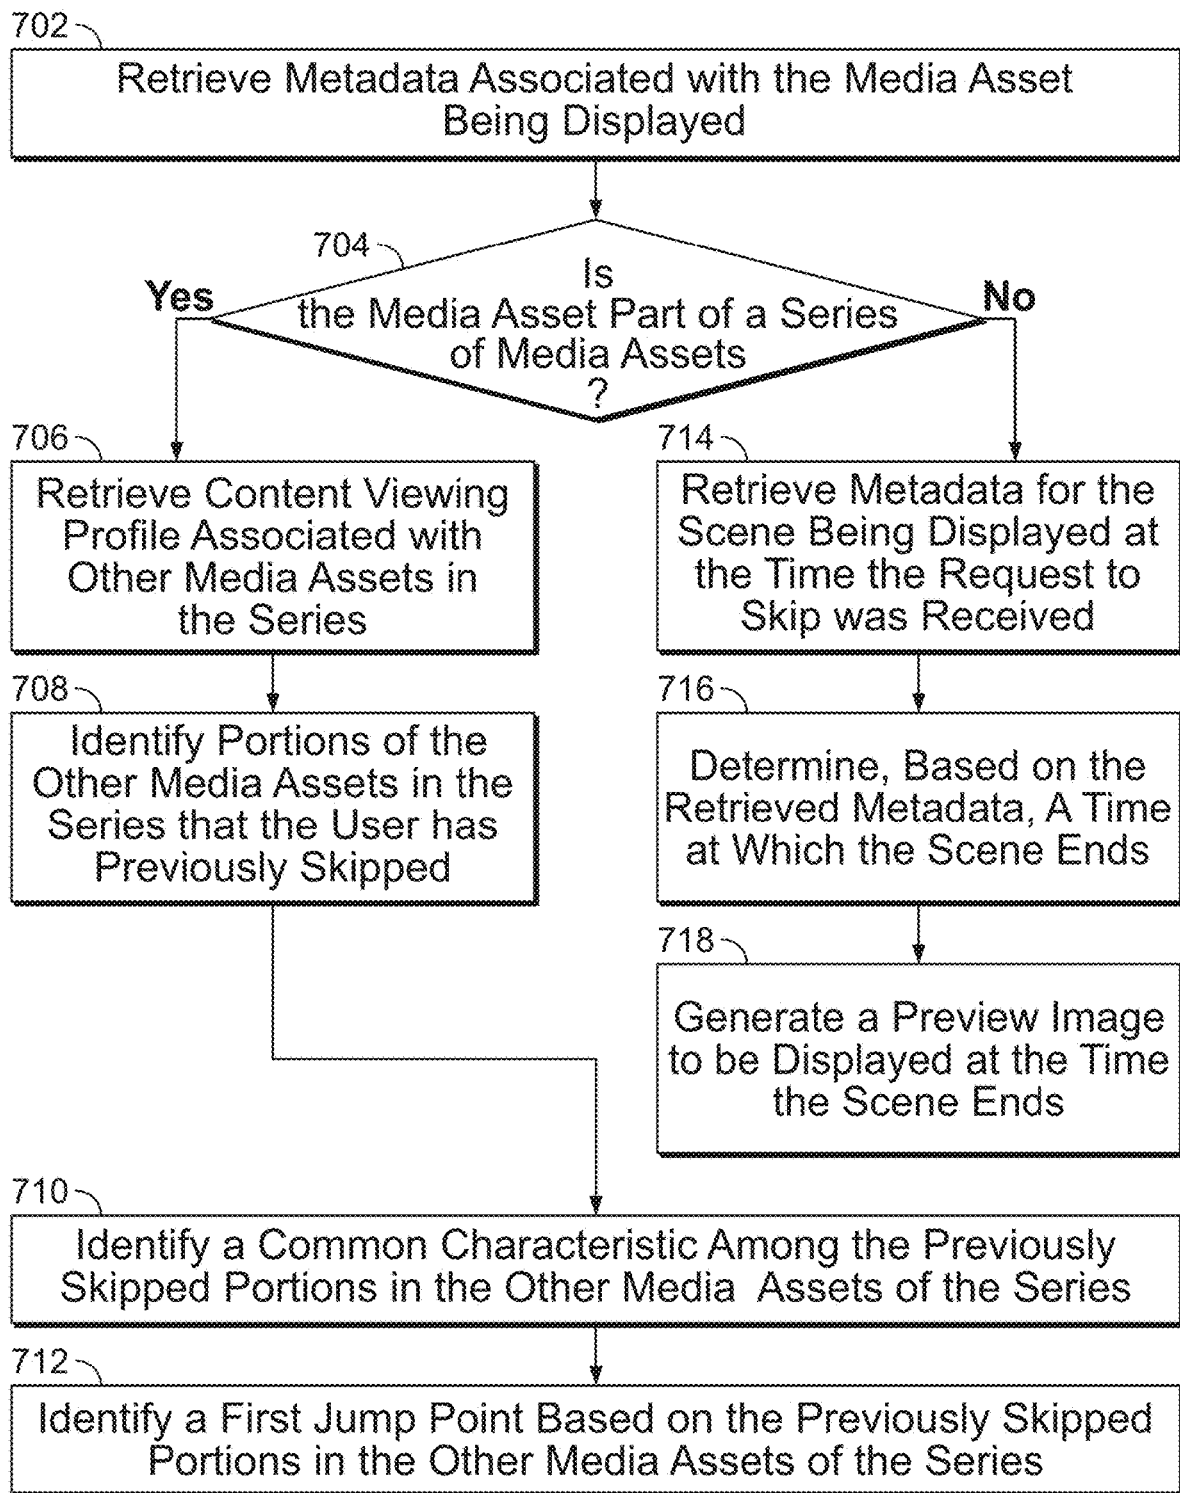 702
Retrieve Metadata Associated with the Media Asset
Being Displayed
704
Is
the Media Asset Part of a Series
of Media Assets
?
Yes
No
706
Retrieve Content Viewing
Profile Associated with
Other Media Assets in
the Series
714
Retrieve Metadata for the
Scene Being Displayed at
the Time the Request to
Skip was Received
708
Identify Portions of the
Other Media Assets in the
Series that the User has
Previously Skipped
716
Determine, Based on the
Retrieved Metadata, A Time
at Which the Scene Ends
718
Generate a Preview Image
to be Displayed at the Time
the Scene Ends
710
Identify a Common Characteristic Among the Previously
Skipped Portions in the Other Media Assets of the Series
712
Identify a First Jump Point Based on the Previously Skipped
Portions in the Other Media Assets of the Series